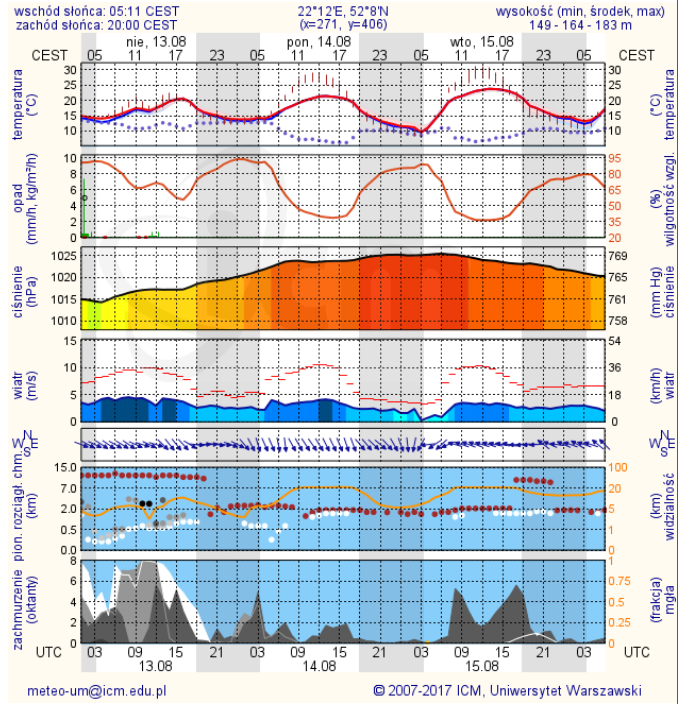 wschód słońca: 05:11 CEST 22°12'E, 52°8'N wysokość (min, środek, max)
zachód słońca: 20:00 CEST (x=271, y=406) 149 - 164 - 183 m
nie, 13.08 pon, 14.08 wto, 15.08
CEST 05 11 17 23 05 11 17 23 05 11 17 23 05 CEST
temperatura
(°C)
30
25
20
15
10
30
25
20
15
10
(°C)
temperatura
opad
(mm/h, kg/m²/h)
10
8
6
4
2
0
95
80
65
50
35
20
(%)
wilgotność wzgl.
ciśnienie
(hPa)
1025
1020
1015
1010
769
765
761
758
(mm Hg)
ciśnienie
wiatr
(m/s)
15
10
5
0
54
36
18
0
(km/h)
wiatr
N
W E
S
N
W E
S
pion. rozciągł. chm.
(km)
15.0
7.0
2.0
0.5
0.0
100
20
5
1
0
(km)
widzialność
zachmurzenie
(oktanty)
8
6
4
2
0
1
0.75
0.5
0.25
0
(frakcja)
mgła
UTC 03 09 15 21 03 09 15 21 03 09 15 21 03 UTC
13.08 14.08 15.08
meteo-um@icm.edu.pl © 2007-2017 ICM, Uniwersytet Warszawski